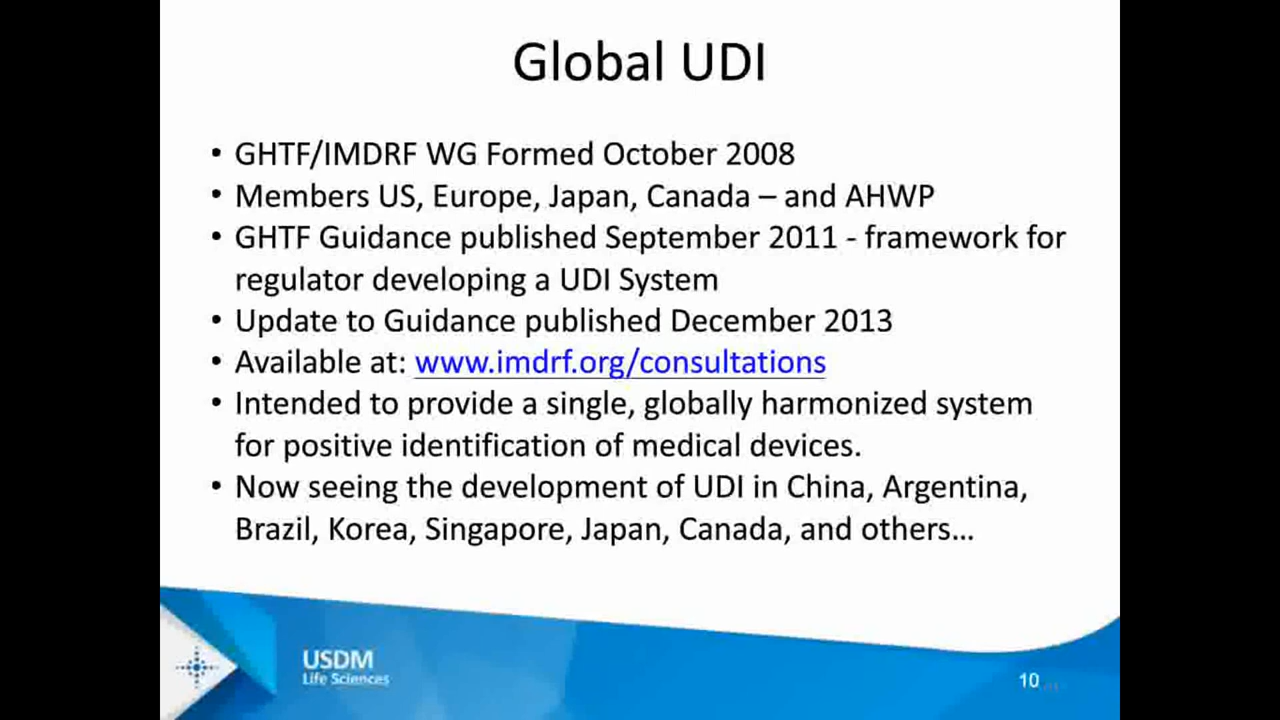 Global UDI
• GHTF/IMDRF WG Formed October 2008
• Members US, Europe, Japan, Canada – and AHWP
• GHTF Guidance published September 2011 - framework for
regulator developing a UDI System
• Update to Guidance published December 2013
• Available at: www.imdrf.org/consultations
• Intended to provide a single, globally harmonized system
for positive identification of medical devices.
• Now seeing the development of UDI in China, Argentina,
Brazil, Korea, Singapore, Japan, Canada, and others…
USDM
Life Sciences
10